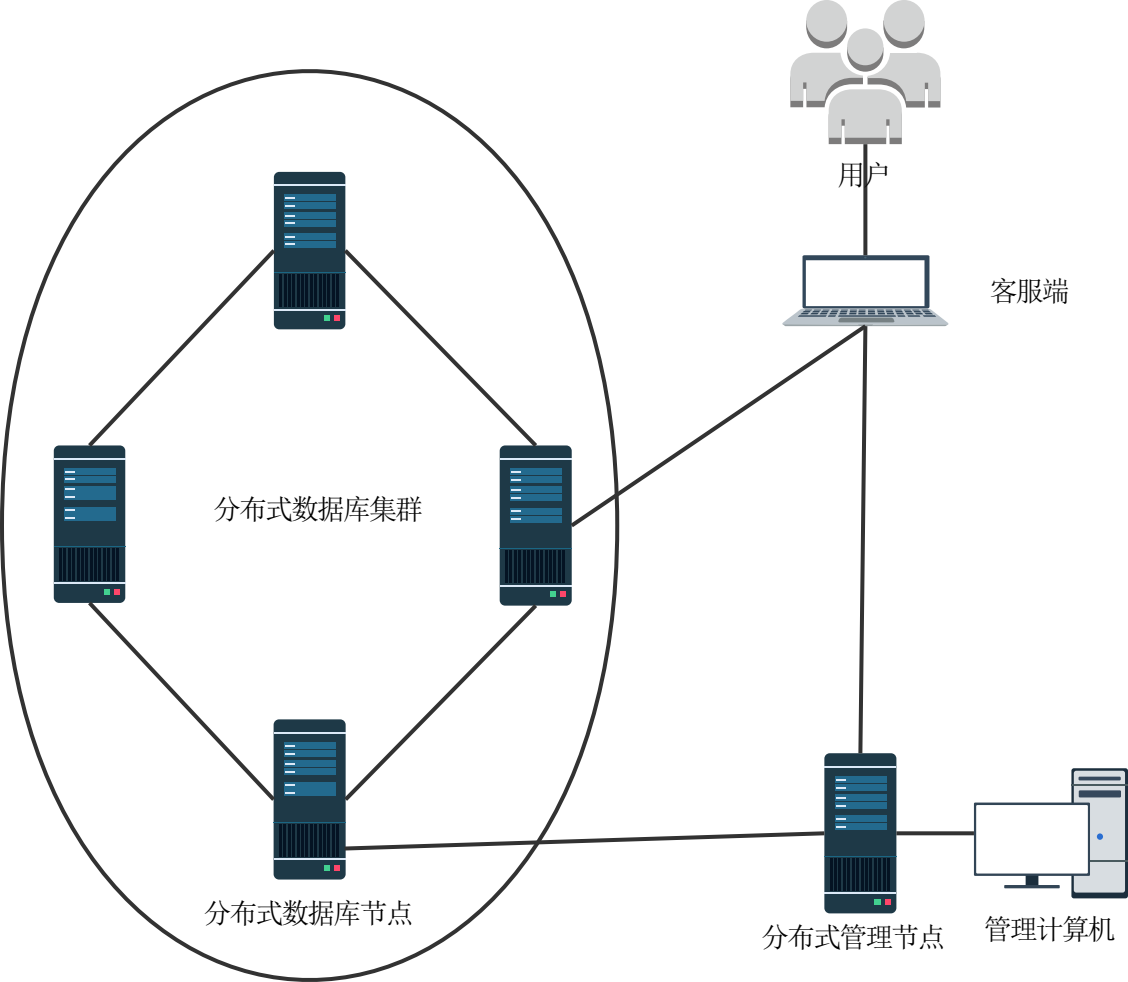 用户
客服端
分布式数据库集群
分布式数据库节点
分布式管理节点
管理计算机